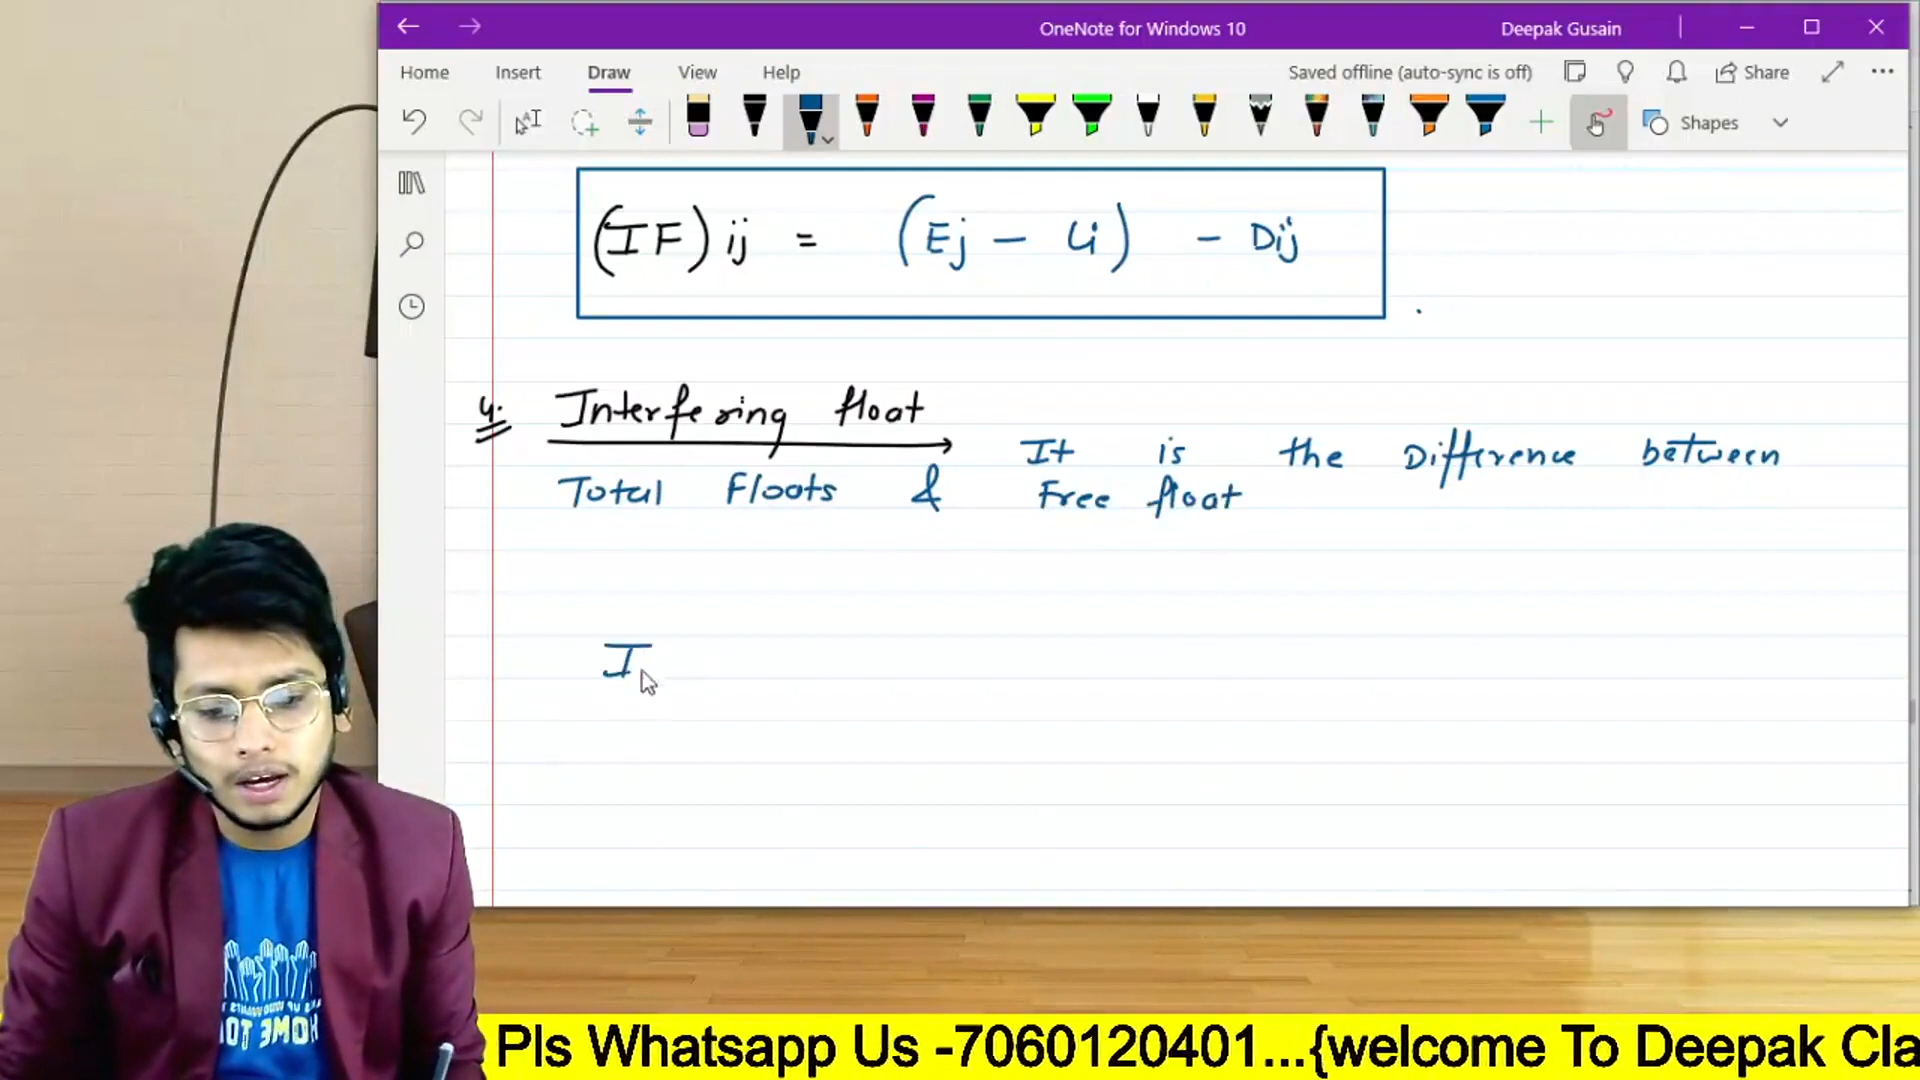 OneNote for Windows 10
Deepak Gusain
Home Insert Draw View Help
Saved offline (auto-sync is off)
Share
Shapes
(IF) ij = (Ej - Li) - Dij
4. Interfering float
It is the Difference between
Total Floats & Free float
I
HOME TOF
Pls Whatsapp Us -7060120401...{welcome To Deepak Cla